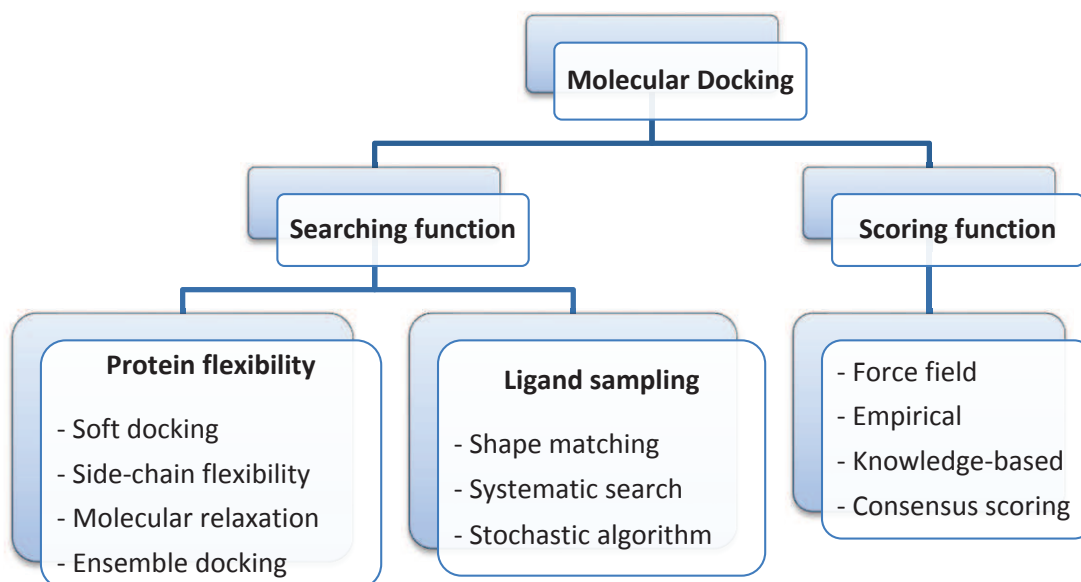 Molecular Docking
Searching function
Scoring function
Protein flexibility
- Soft docking
- Side-chain flexibility
- Molecular relaxation
- Ensemble docking
Ligand sampling
- Shape matching
- Systematic search
- Stochastic algorithm
- Force field
- Empirical
- Knowledge-based
- Consensus scoring